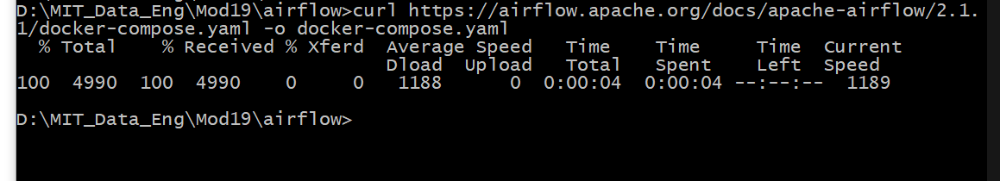 D:\MIT_Data_Eng\Mod19\airflow>curl https://airflow.apache.org/docs/apache-airflow/2.1.
1/docker-compose.yaml -o docker-compose.yaml
  % Total    % Received % Xferd  Average Speed   Time    Time     Time  Current
                                 Dload  Upload   Total   Spent    Left  Speed
100  4990  100  4990    0     0   1188      0  0:00:04  0:00:04 --:--:--  1189
D:\MIT_Data_Eng\Mod19\airflow>